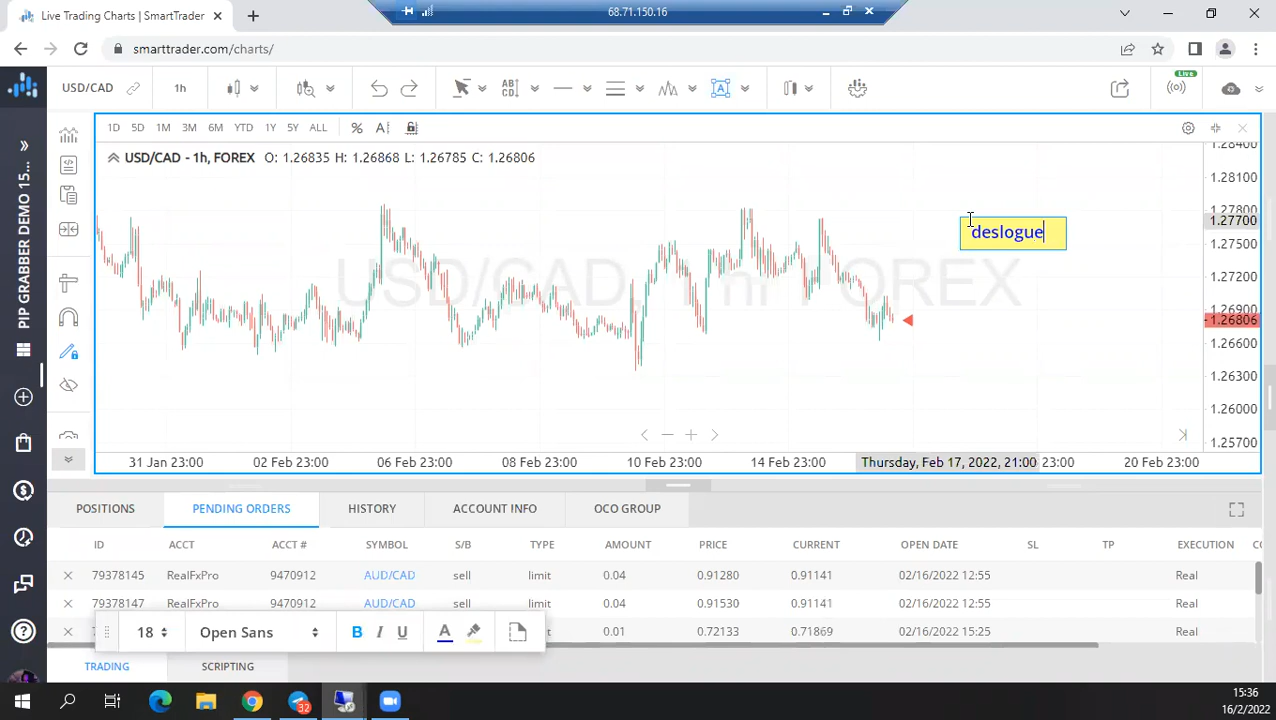 Live Trading Charts | SmartTrader
68.71.150.16
smarttrader.com/charts/
USD/CAD 1h
Live
1D 5D 1M 3M 6M YTD 1Y 5Y ALL % A
USD/CAD - 1h, FOREX O: 1.26835 H: 1.26868 L: 1.26785 C: 1.26806
USD/CAD, 1h, FOREX
deslogue
1.28400
1.28100
1.27800
1.27700
1.27500
1.27200
1.26900
1.26806
1.26600
1.26300
1.26000
1.25700
31 Jan 23:00 02 Feb 23:00 06 Feb 23:00 08 Feb 23:00 10 Feb 23:00 14 Feb 23:00 Thursday, Feb 17, 2022, 21:00 23:00 20 Feb 23:00
PIP GRABBER DEMO 15...
POSITIONS PENDING ORDERS HISTORY ACCOUNT INFO OCO GROUP
ID ACCT ACCT # SYMBOL S/B TYPE AMOUNT PRICE CURRENT OPEN DATE SL TP EXECUTION
79378145 RealFxPro 9470912 AUD/CAD sell limit 0.04 0.91280 0.91141 02/16/2022 12:55 Real
79378147 RealFxPro 9470912 AUD/CAD sell limit 0.04 0.91530 0.91141 02/16/2022 12:55 Real
0.01 0.72133 0.71869 02/16/2022 15:25 Real
18 Open Sans B I U A
TRADING SCRIPTING
32
15:36
16/2/2022